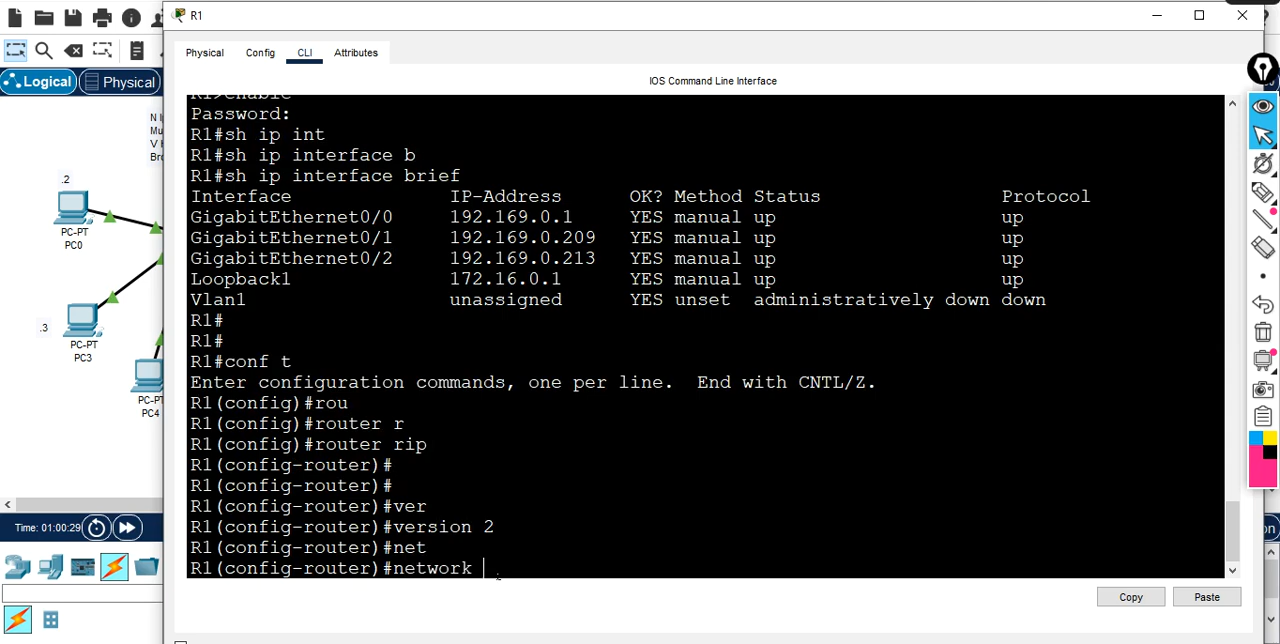 R1
Physical Config CLI Attributes
Logical
Physical
IOS Command Line Interface
R1>enable
Password:
R1#sh ip int
R1#sh ip interface b
R1#sh ip interface brief
Interface IP-Address OK? Method Status Protocol
GigabitEthernet0/0 192.169.0.1 YES manual up up
GigabitEthernet0/1 192.169.0.209 YES manual up up
GigabitEthernet0/2 192.169.0.213 YES manual up up
Loopback1 172.16.0.1 YES manual up up
Vlan1 unassigned YES unset administratively down down
R1#
R1#
R1#conf t
Enter configuration commands, one per line. End with CNTL/Z.
R1(config)#rou
R1(config)#router r
R1(config)#router rip
R1(config-router)#
R1(config-router)#
R1(config-router)#ver
R1(config-router)#version 2
R1(config-router)#net
R1(config-router)#network
Copy Paste
.2
PC-PT
PC0
.3
PC-PT
PC3
PC-PT
PC4
Time: 01:00:29